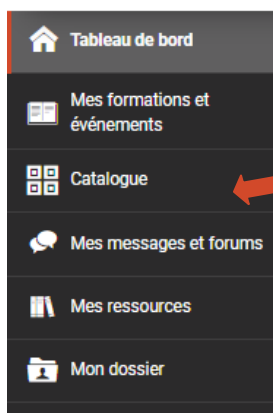 Tableau de bord
Mes formations et
événements
Catalogue
Mes messages et forums
Mes ressources
Mon dossier